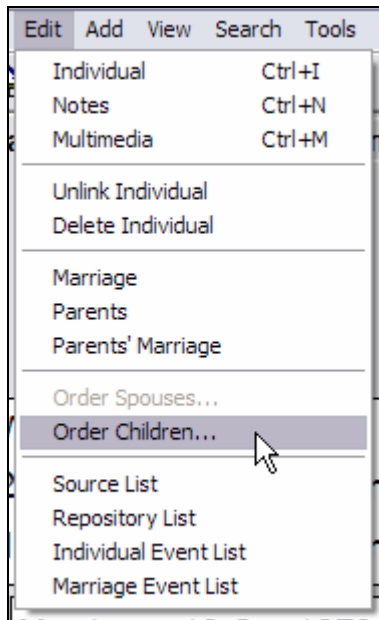 Edit Add View Search Tools
Individual Ctrl+I
Notes Ctrl+N
Multimedia Ctrl+M
Unlink Individual
Delete Individual
Marriage
Parents
Parents' Marriage
Order Spouses...
Order Children...
Source List
Repository List
Individual Event List
Marriage Event List